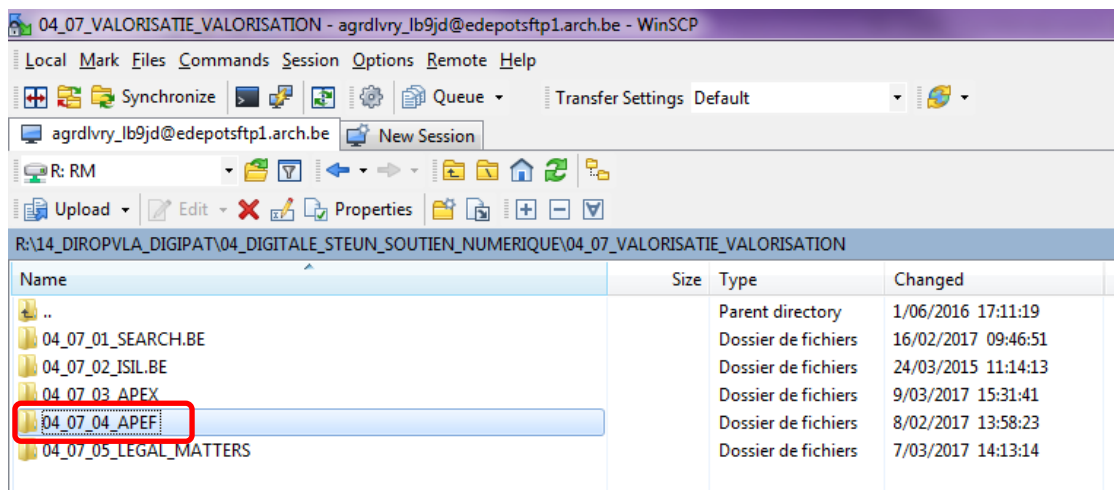 04_07_VALORISATIE_VALORISATION - agrdlvry_lb9jd@edepotsftp1.arch.be - WinSCP
Local Mark Files Commands Session Options Remote Help
Synchronize Queue Transfer Settings Default
agrdlvry_lb9jd@edepotsftp1.arch.be New Session
R: RM
Upload Edit Properties
R:\14_DIROPVLA_DIGIPAT\04_DIGITALE_STEUN_SOUTIEN_NUMERIQUE\04_07_VALORISATIE_VALORISATION
Name Size Type Changed
.. Parent directory 1/06/2016 17:11:19
04_07_01_SEARCH.BE Dossier de fichiers 16/02/2017 09:46:51
04_07_02_ISIL.BE Dossier de fichiers 24/03/2015 11:14:13
04_07_03_APEX Dossier de fichiers 9/03/2017 15:31:41
04_07_04_APEF Dossier de fichiers 8/02/2017 13:58:23
04_07_05_LEGAL_MATTERS Dossier de fichiers 7/03/2017 14:13:14